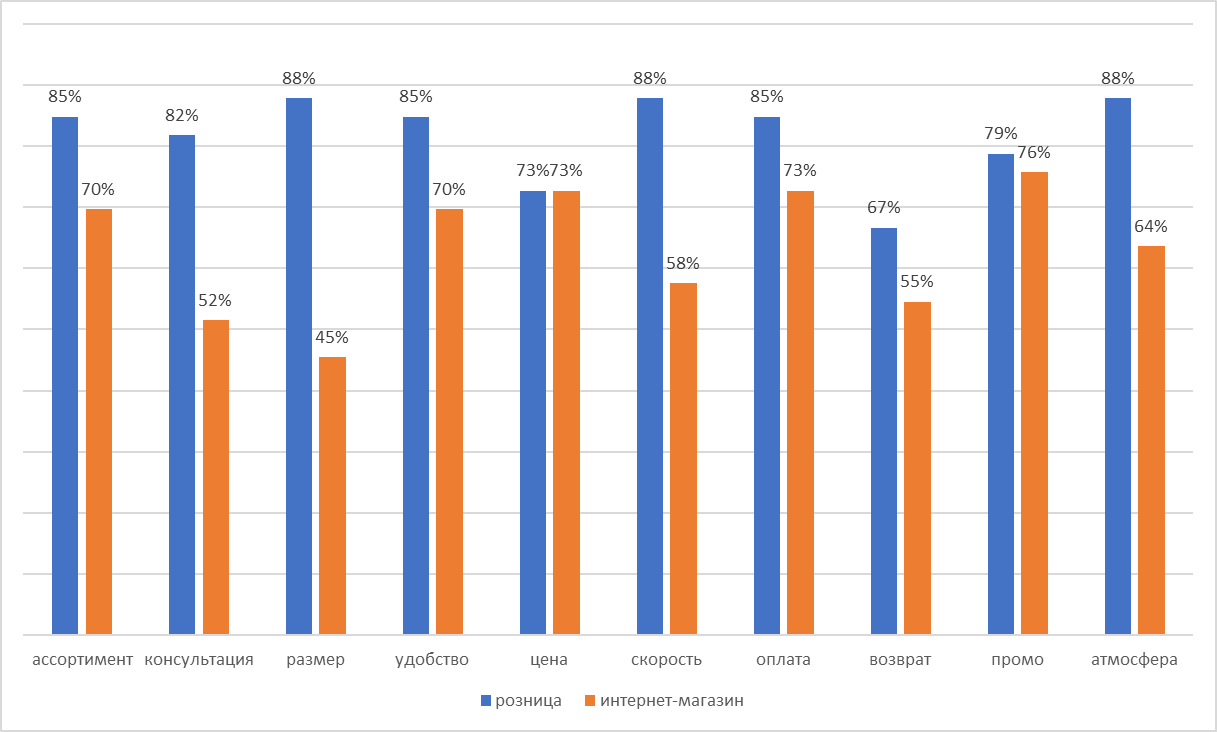 88% 88% 88%
85% 85% 85%
82%
79%
76%
73% 73% 73%
70% 70%
67%
64%
58%
55%
52%
45%
ассортимент консультация размер удобство цена скорость оплата возврат промо атмосфера
розница интернет-магазин